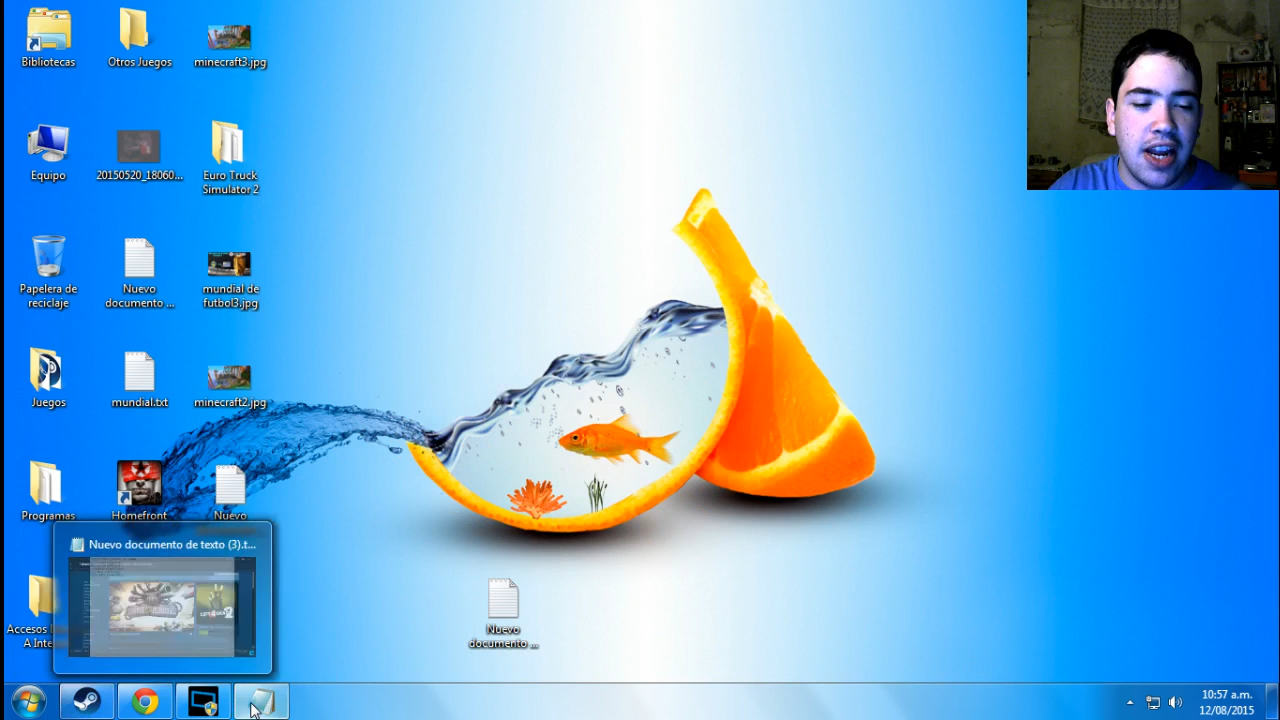 Bibliotecas
Otros Juegos
minecraft3.jpg
Equipo
20150520_18060...
Euro Truck
Simulator 2
Papelera de
reciclaje
Nuevo
documento ...
mundial de
futbol3.jpg
Juegos
mundial.txt
minecraft2.jpg
Programas
Homefront
Nuevo
Nuevo documento de texto (3).t...
Accesos
A Inte
Nuevo
documento ...
10:57 a.m.
12/08/2015